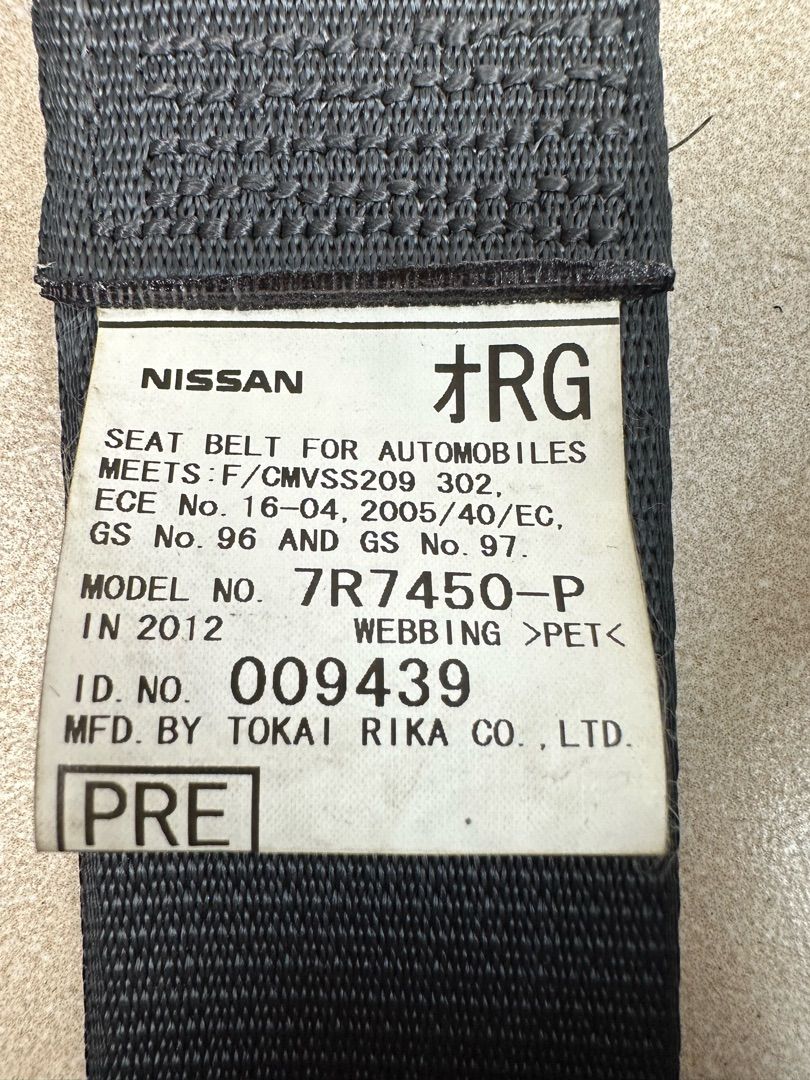 NISSAN
オRG
SEAT BELT FOR AUTOMOBILES
MEETS:F/CMVSS209 302,
ECE No. 16-04, 2005/40/EC,
GS No. 96 AND GS No. 97.
MODEL NO. 7R7450-P
IN 2012 WEBBING >PET<
ID. NO. 009439
MFD. BY TOKAI RIKA CO., LTD.
PRE